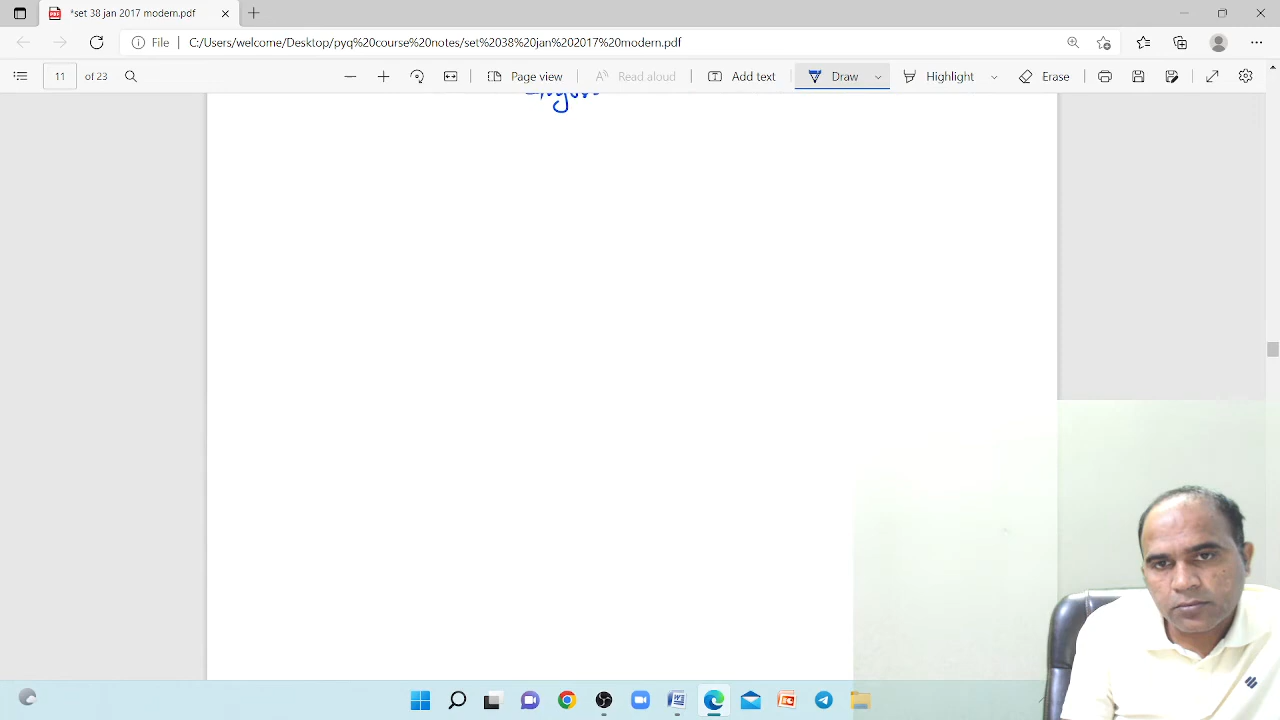 *set 38 jan 2017 modern.pdf
File C:/Users/welcome/Desktop/pyq%20course%20notes/set%2038%20jan%202017%20modern.pdf
11 of 23 Page view Read aloud Add text Draw Highlight Erase